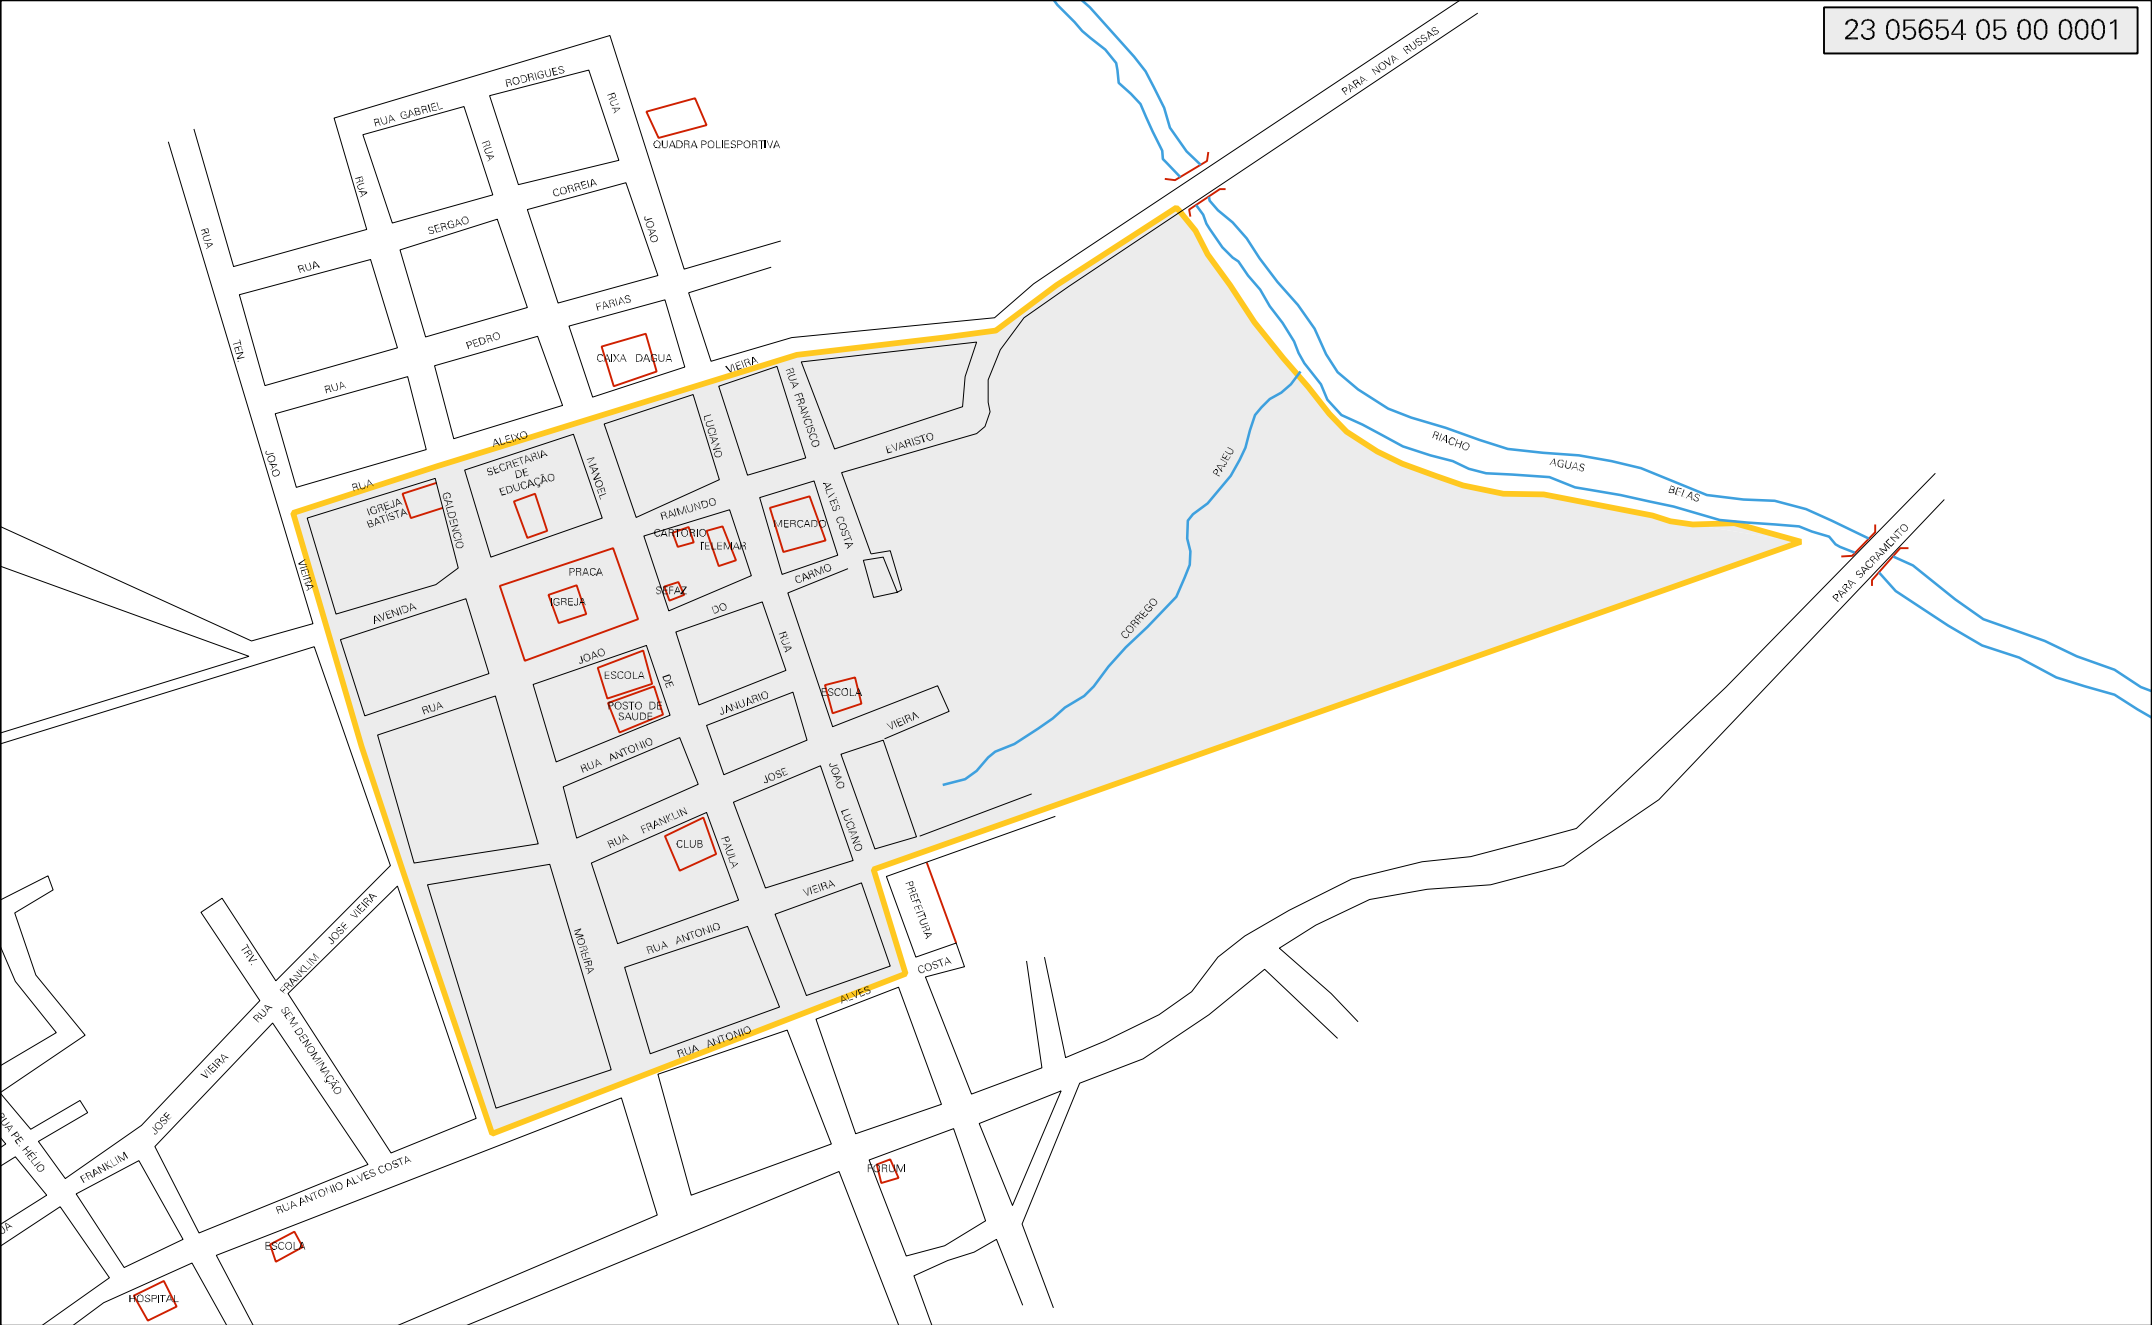 23 05654 05 00 0001
PARA NOVA RUSSAS
RODRIGUES
RUA GABRIEL
RUA
QUADRA POLIESPORTIVA
RUA
RUA
CORREIA
SERGAO
JOAO
RUA
RUA
FARIAS
PEDRO
CAIXA DAGUA
TEN.
VIEIRA
RUA
RUA FRANCISCO
LUCIANO
ALEIXO
EVARISTO
RIACHO
AGUAS
BELAS
JOAO
SECRETARIA
DE
EDUCAÇÃO
MANOEL
RUA
IGREJA
BATISTA
GALDENCIO
RAIMUNDO
ALVES COSTA
MERCADO
CARTORIO
TELEMAR
PAJEU
PARA SACRAMENTO
VIEIRA
PRACA
IGREJA
SEFAZ
CARMO
DO
AVENIDA
CORREGO
RUA
JOAO
ESCOLA
DE
POSTO DE
SAUDE
JANUARIO
ESCOLA
VIEIRA
RUA
RUA ANTONIO
JOSE
JOAO
LUCIANO
RUA FRANKLIN
CLUB
PAULA
VIEIRA
PREFEITURA
RUA ANTONIO
MOREIRA
COSTA
ALVES
RUA ANTONIO
TRV.
SEM DENOMINAÇÃO
RUA FRANKLIM JOSE VIEIRA
VIEIRA
JOSE
FRANKLIM
RUA PE. HÉLIO
RUA ANTONIO ALVES COSTA
FORUM
ESCOLA
HOSPITAL